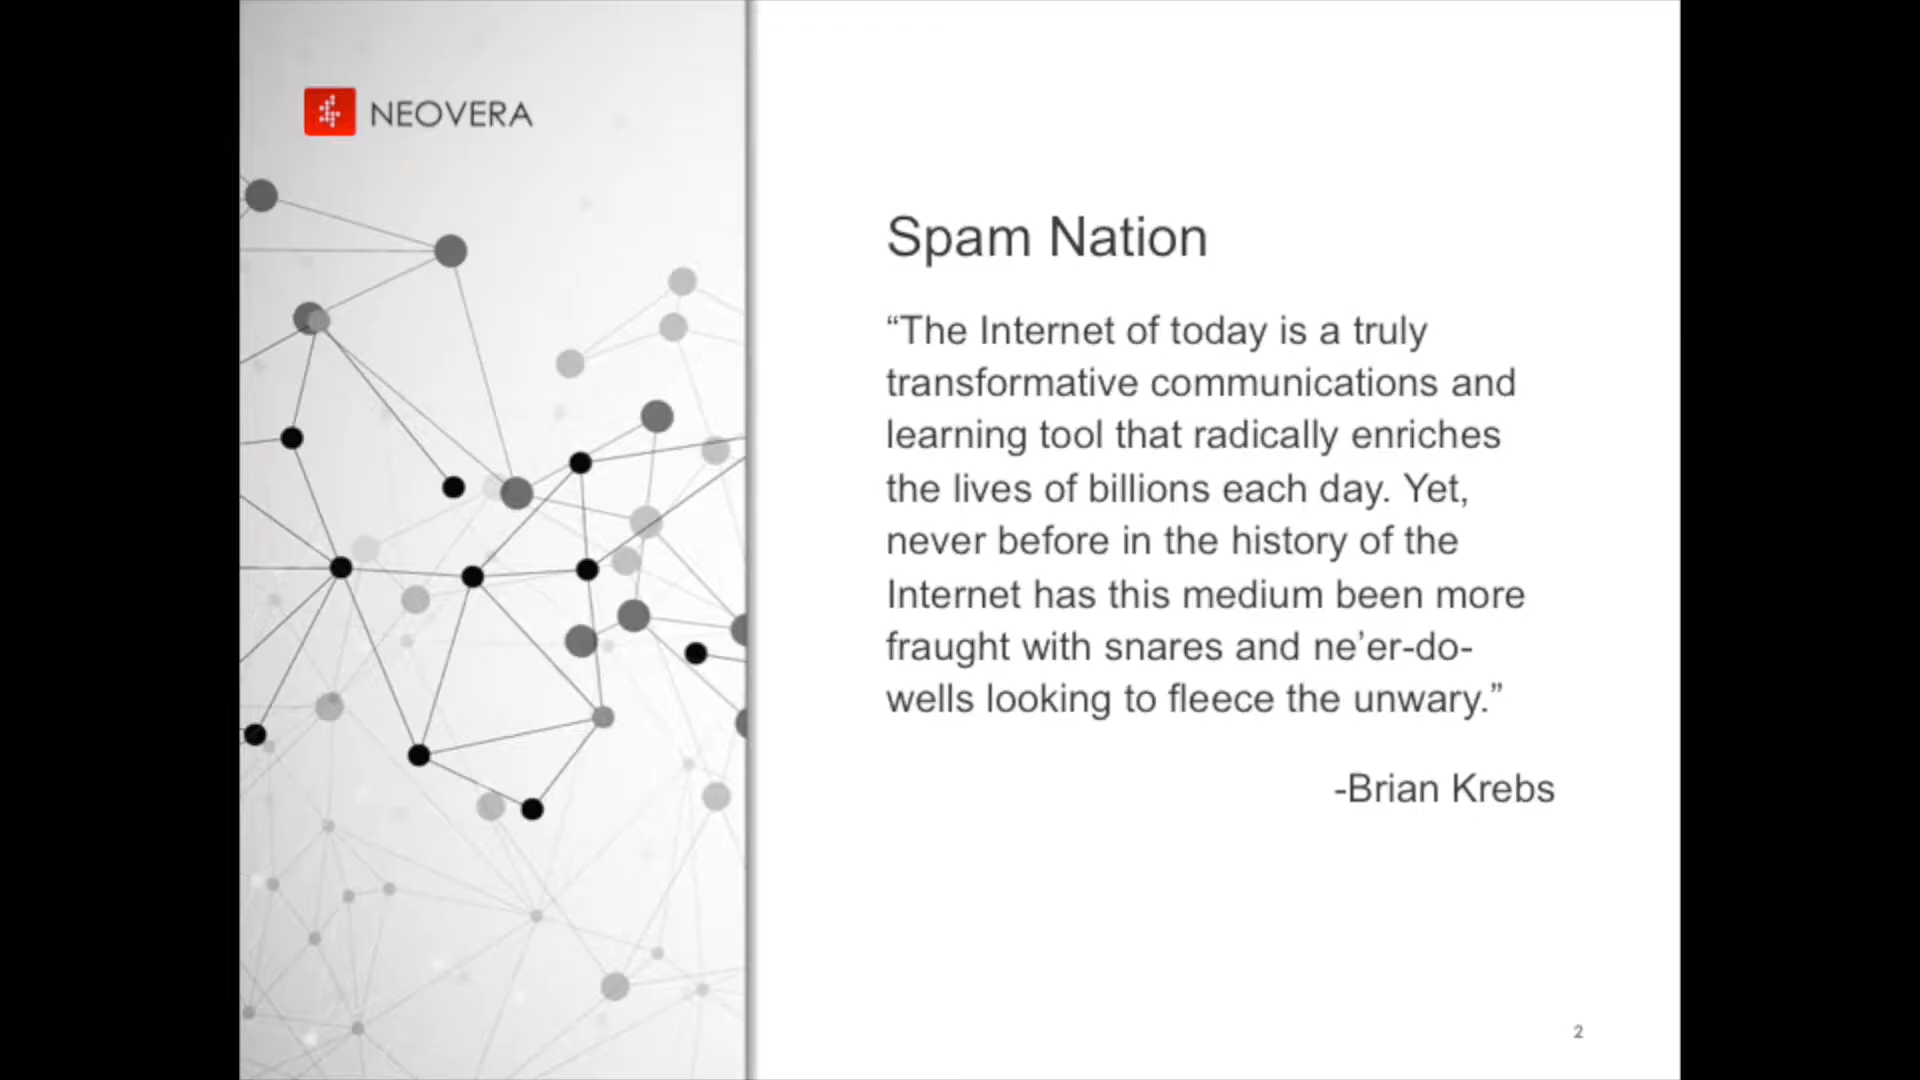 NEOVERA
Spam Nation
“The Internet of today is a truly
transformative communications and
learning tool that radically enriches
the lives of billions each day. Yet,
never before in the history of the
Internet has this medium been more
fraught with snares and ne’er-do-
wells looking to fleece the unwary.”
-Brian Krebs
2